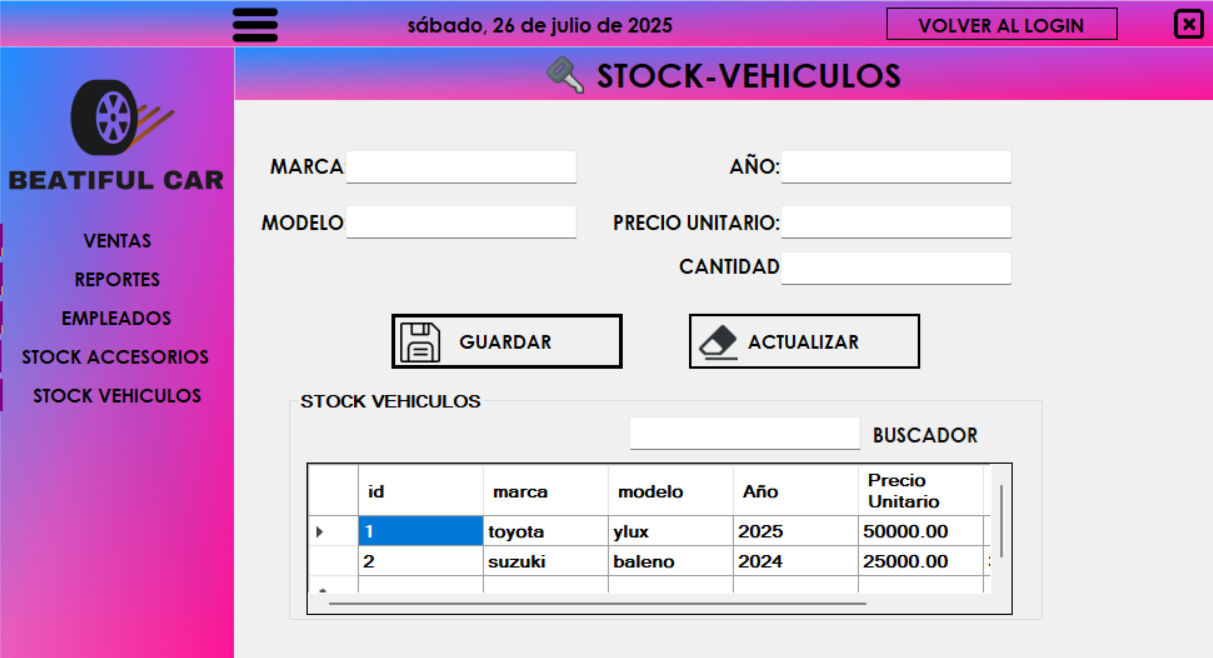 sábado, 26 de julio de 2025
VOLVER AL LOGIN
STOCK-VEHICULOS
BEATIFUL CAR
VENTAS
REPORTES
EMPLEADOS
STOCK ACCESORIOS
STOCK VEHICULOS
MARCA
AÑO:
MODELO
PRECIO UNITARIO:
CANTIDAD
GUARDAR
ACTUALIZAR
STOCK VEHICULOS
BUSCADOR
id marca modelo Año Precio Unitario
1 toyota ylux 2025 50000.00
2 suzuki baleno 2024 25000.00